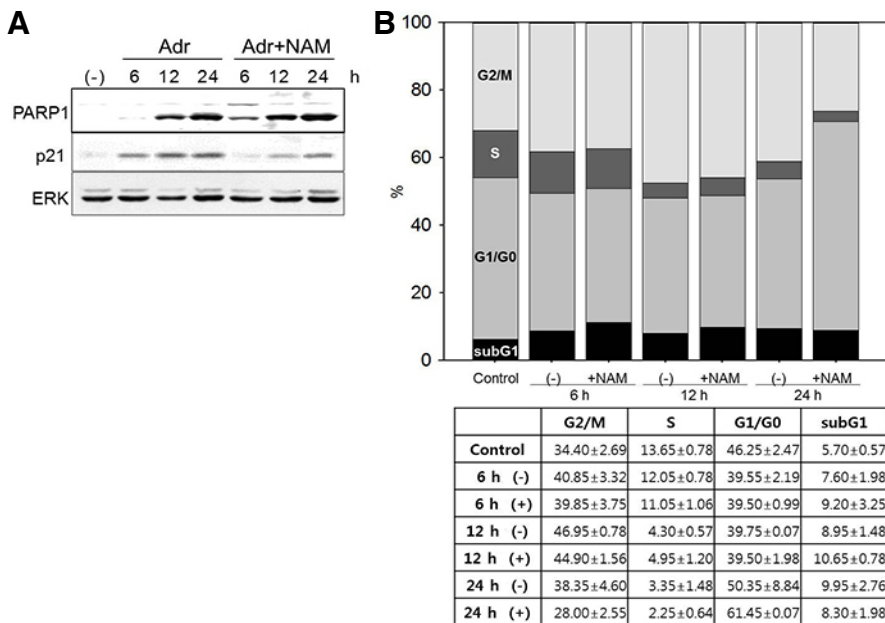 A
Adr Adr+NAM
(-) 6 12 24 6 12 24 h
PARP1
p21
ERK
B
100
80
60
40
20
0
%
G2/M
S
G1/G0
subG1
Control (-) +NAM (-) +NAM (-) +NAM
6 h 12 h 24 h
G2/M S G1/G0 subG1
Control 34.40±2.69 13.65±0.78 46.25±2.47 5.70±0.57
6 h (-) 40.85±3.32 12.05±0.78 39.55±2.19 7.60±1.98
6 h (+) 39.85±3.75 11.05±1.06 39.50±0.99 9.20±3.25
12 h (-) 46.95±0.78 4.30±0.57 39.75±0.07 8.95±1.48
12 h (+) 44.90±1.56 4.95±1.20 39.50±1.98 10.65±0.78
24 h (-) 38.35±4.60 3.35±1.48 50.35±8.84 9.95±2.76
24 h (+) 28.00±2.55 2.25±0.64 61.45±0.07 8.30±1.98